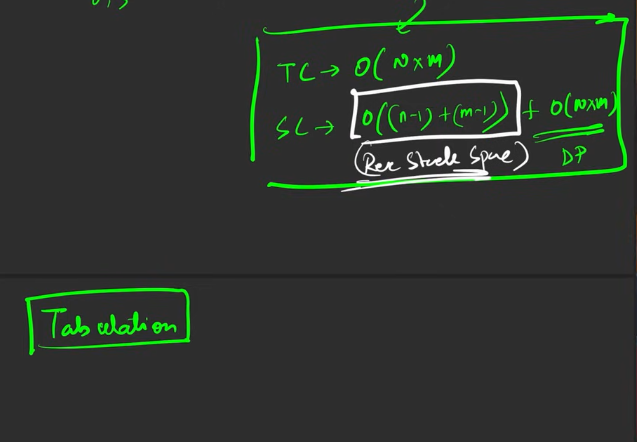 TC → O(N×M)
SC → O((n-1)+(m-1)) + O(N×M)
(Rec Stack Space) DP
Tabulation